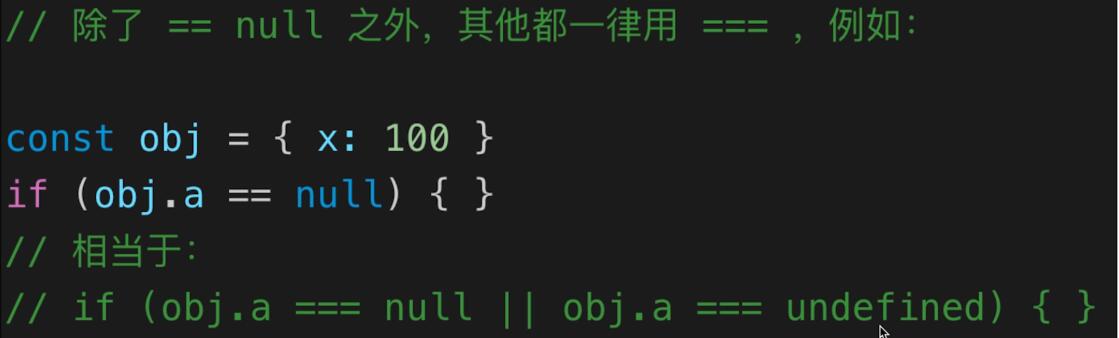 // 除了 == null 之外，其他都一律用 === ，例如：
const obj = { x: 100 }
if (obj.a == null) { }
// 相当于：
// if (obj.a === null || obj.a === undefined) { }